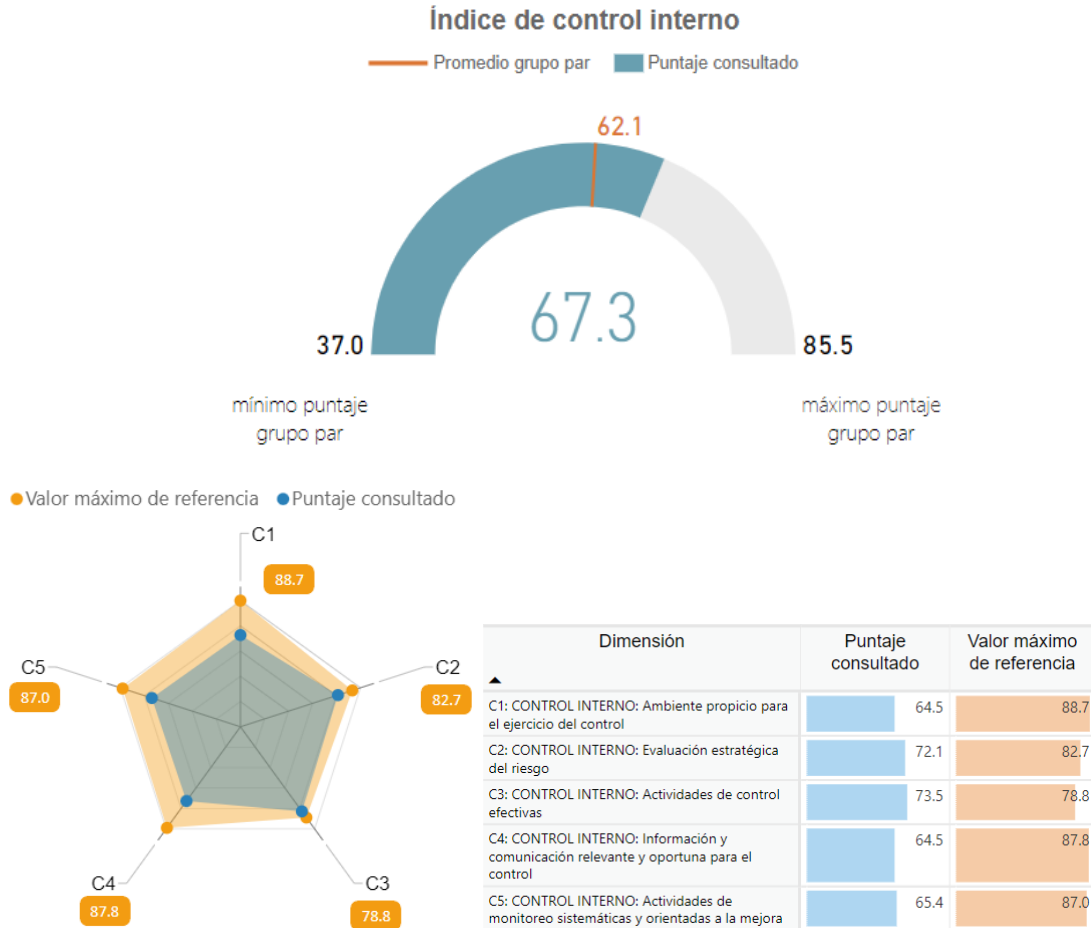 Índice de control interno
Promedio grupo par Puntaje consultado
62.1
67.3
37.0
85.5
mínimo puntaje
grupo par
máximo puntaje
grupo par
Valor máximo de referencia Puntaje consultado
C1
88.7
C2
82.7
C3
78.8
C4
87.8
C5
87.0
Dimensión Puntaje consultado Valor máximo de referencia
C1: CONTROL INTERNO: Ambiente propicio para
el ejercicio del control
64.5 88.7
C2: CONTROL INTERNO: Evaluación estratégica
del riesgo
72.1 82.7
C3: CONTROL INTERNO: Actividades de control
efectivas
73.5 78.8
C4: CONTROL INTERNO: Información y
comunicación relevante y oportuna para el
control
64.5 87.8
C5: CONTROL INTERNO: Actividades de
monitoreo sistemáticas y orientadas a la mejora
65.4 87.0